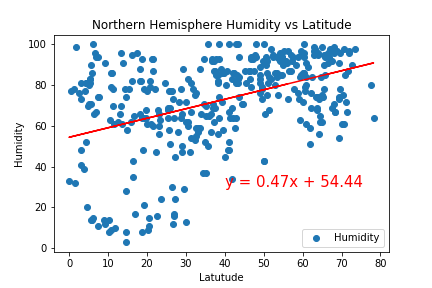 Northern Hemisphere Humidity vs Latitude
100
80
60
40
20
0
Humidity
y = 0.47x + 54.44
Humidity
0 10 20 30 40 50 60 70 80
Latutude